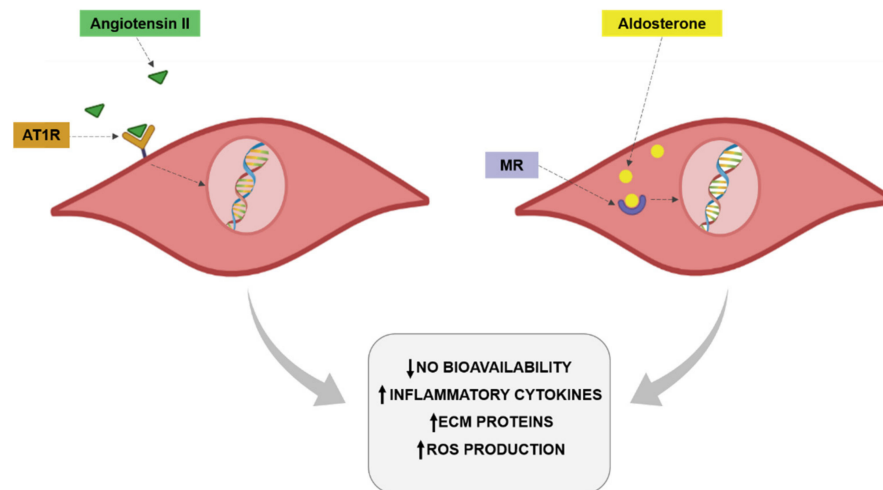 Angiotensin II
Aldosterone
AT1R
MR
↓NO BIOAVAILABILITY
↑INFLAMMATORY CYTOKINES
↑ECM PROTEINS
↑ROS PRODUCTION